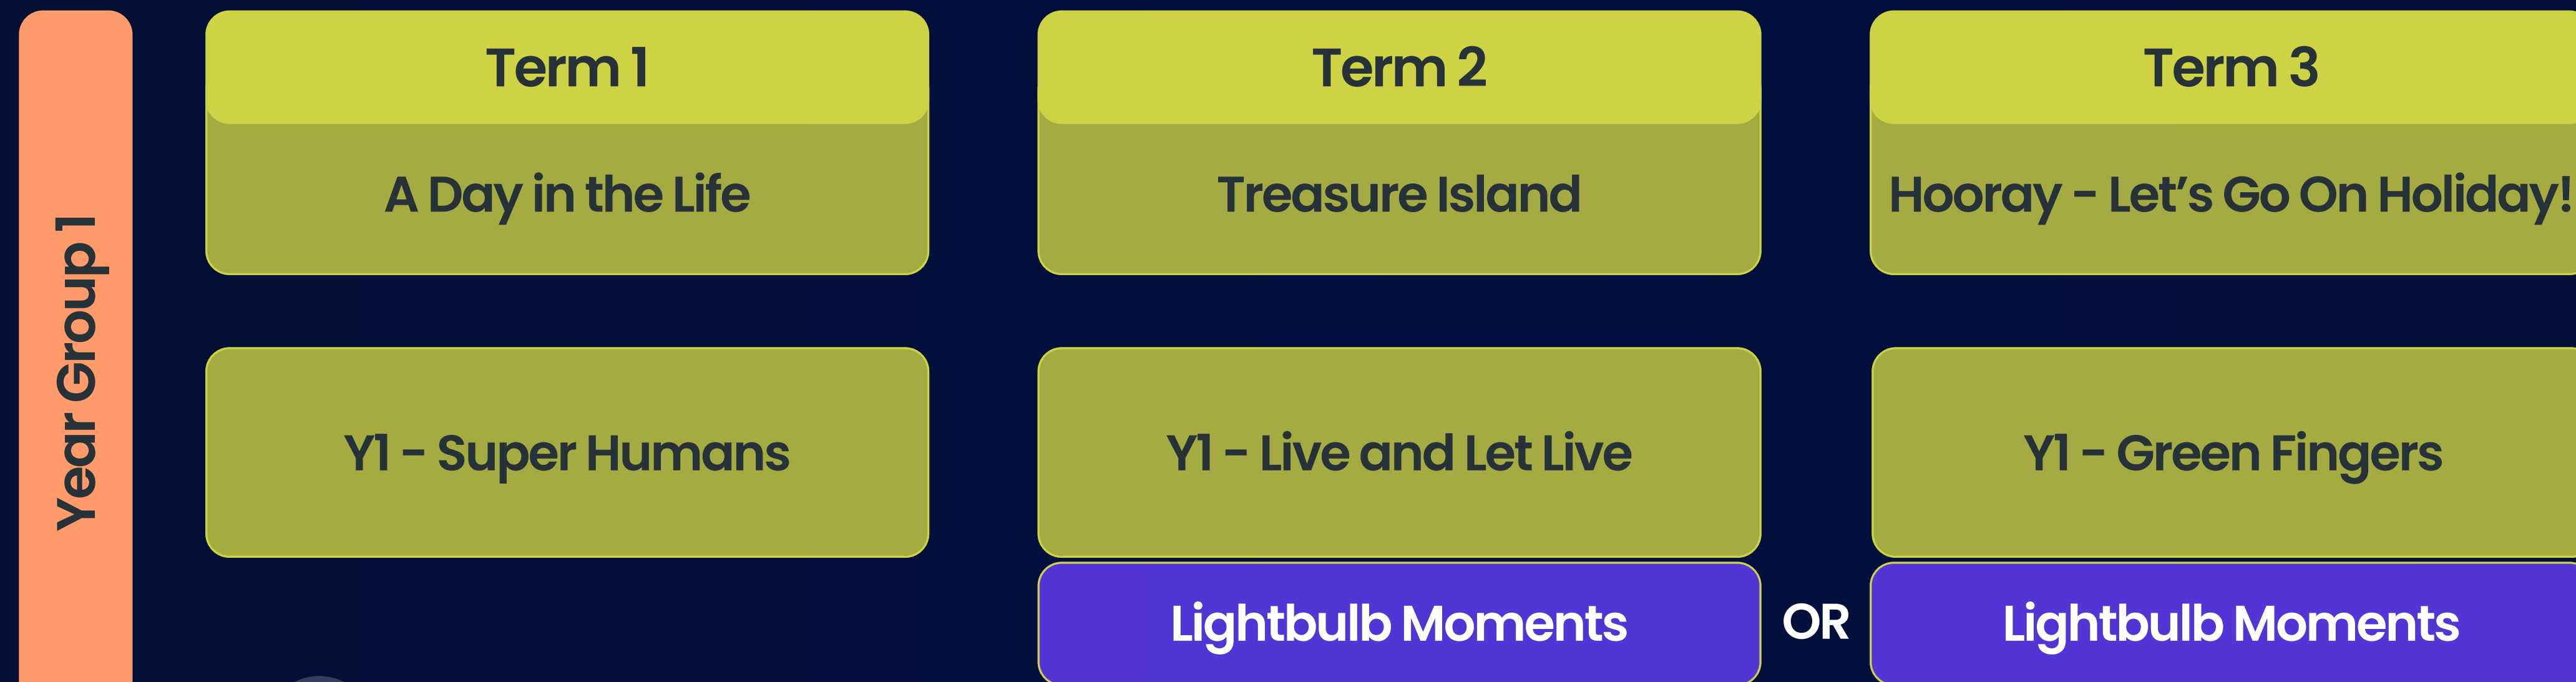 Year Group 1
Term 1
Term 2
Term 3
A Day in the Life
Treasure Island
Hooray - Let's Go On Holiday!
Y1 - Super Humans
Y1 - Live and Let Live
Y1 - Green Fingers
Lightbulb Moments
OR
Lightbulb Moments